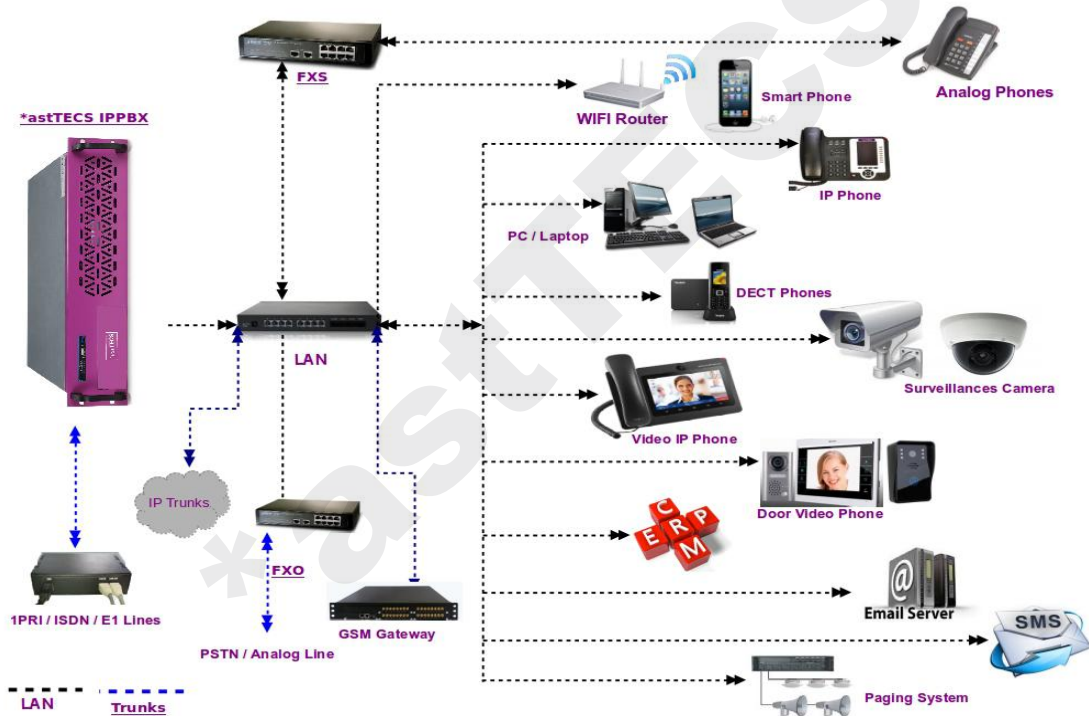 FXS
Analog Phones
WIFI Router
Smart Phone
*astTECS IPPBX
IP Phone
PC / Laptop
DECT Phones
LAN
Surveillances Camera
Video IP Phone
IP Trunks
Door Video Phone
C
ERP
M
FXO
@
Email Server
1PRI / ISDN / E1 Lines
GSM Gateway
SMS
PSTN / Analog Line
Paging System
LAN
Trunks
*astTECS